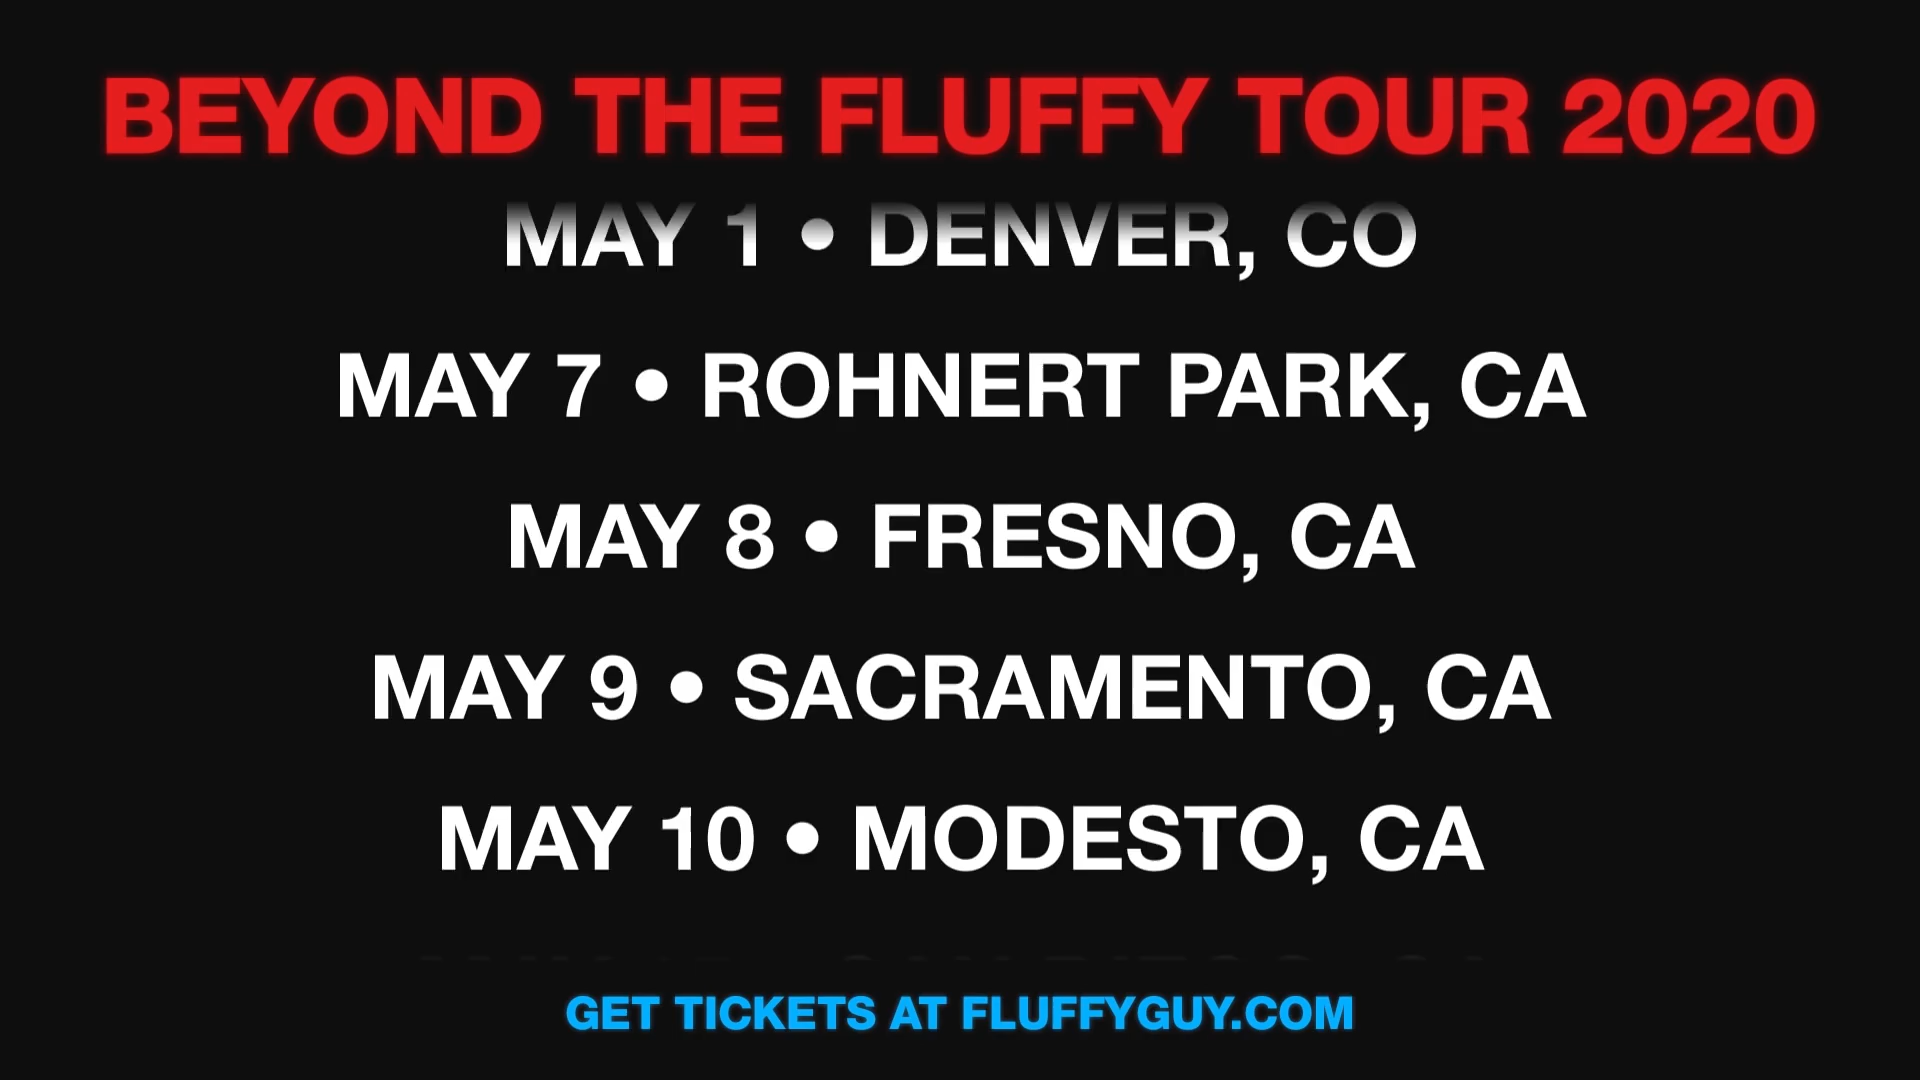 BEYOND THE FLUFFY TOUR 2020
MAY 1 • DENVER, CO
MAY 7 • ROHNERT PARK, CA
MAY 8 • FRESNO, CA
MAY 9 • SACRAMENTO, CA
MAY 10 • MODESTO, CA
GET TICKETS AT FLUFFYGUY.COM